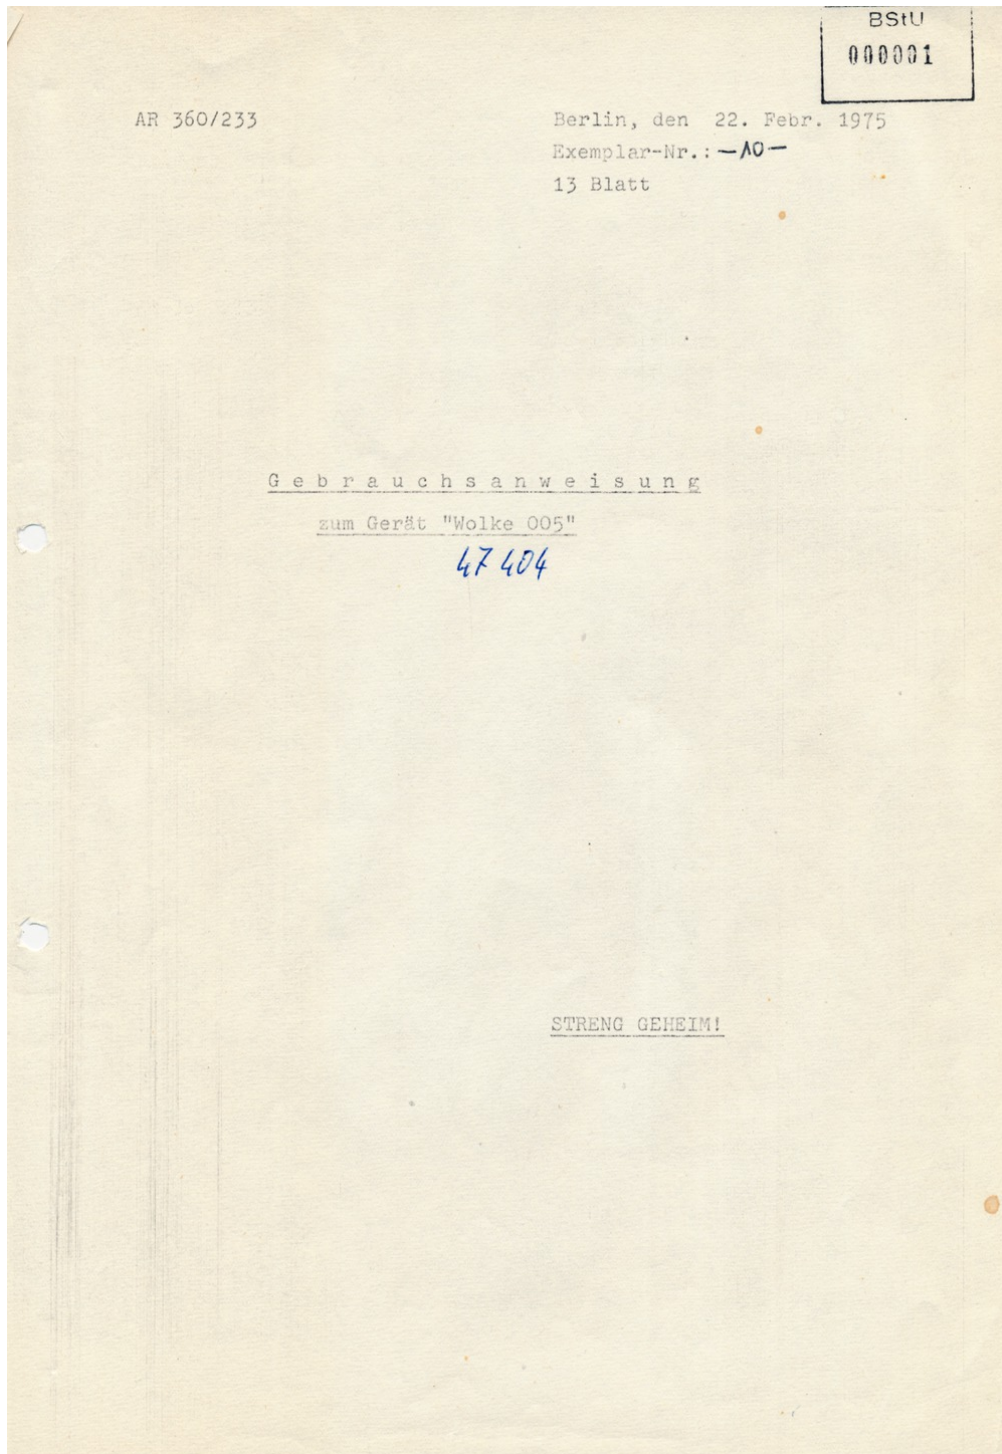 BStU
000001
AR 360/233
Berlin, den 22. Febr. 1975
Exemplar-Nr.: -10-
13 Blatt
Gebrauchsanweisung
zum Gerät "Wolke 005"
47 404
STRENG GEHEIM!